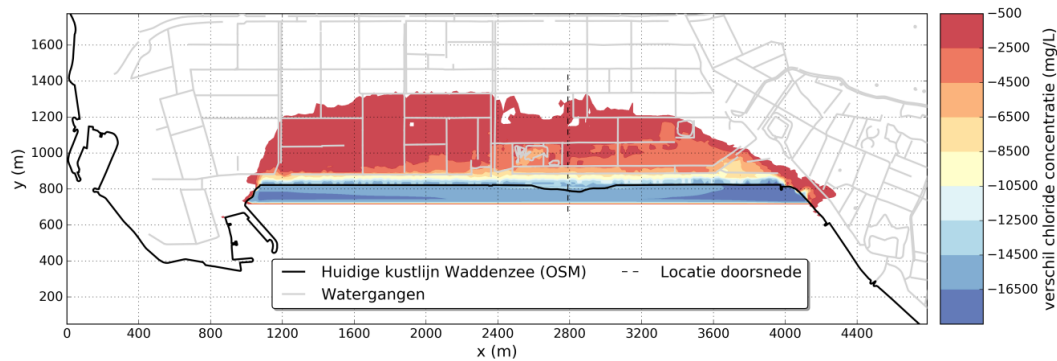 1600
1400
1200
1000
800
600
400
200
y (m)
0 400 800 1200 1600 2000 2400 2800 3200 3600 4000 4400
x (m)
Huidige kustlijn Waddenzee (OSM)
Watergangen
Locatie doorsnede
−500
−2500
−4500
−6500
−8500
−10500
−12500
−14500
−16500
verschil chloride concentratie (mg/L)